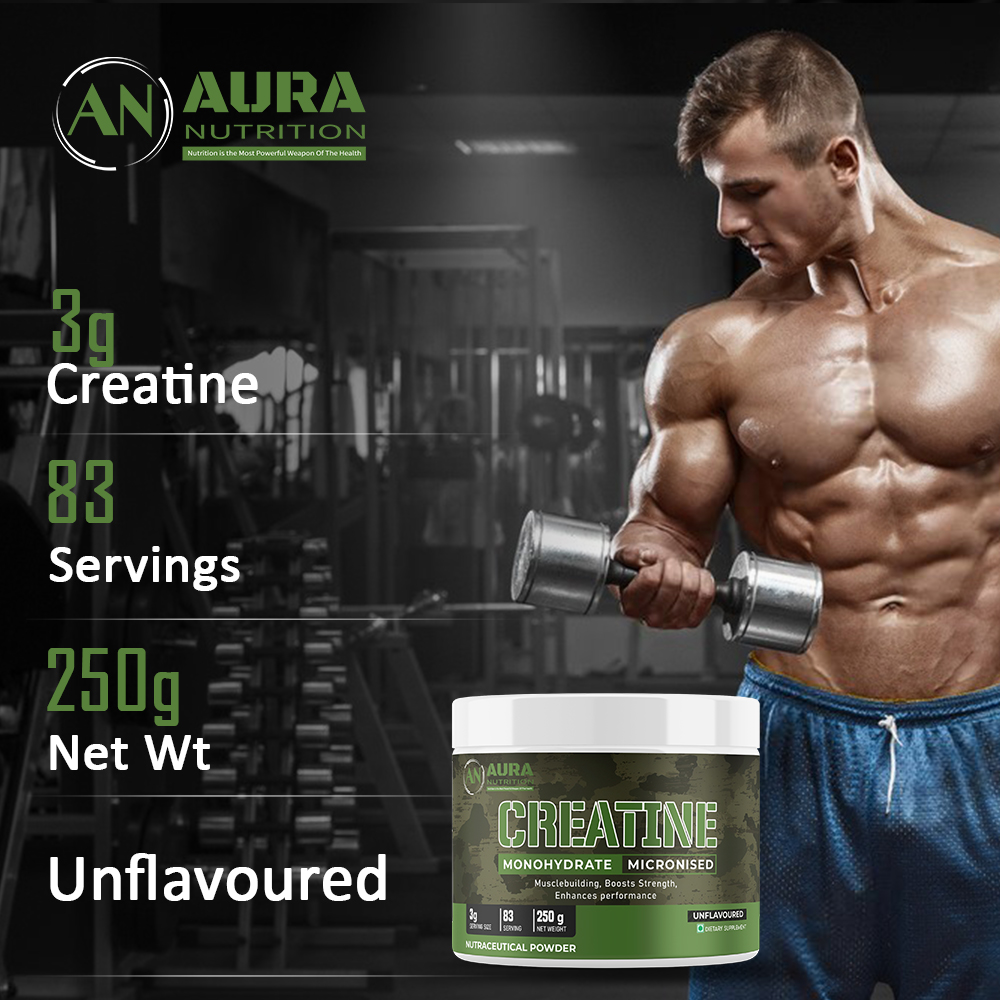 AN AURA
NUTRITION
Nutrition is the Most Powerful Weapon Of The Health
3g
Creatine
83
Servings
250g
Net Wt
Unflavoured
AN AURA
NUTRITION
CREATINE
MONOHYDRATE MICRONISED
Musclebuilding, Boosts Strength,
Enhances performance
3g 83 250 g
SERVING SIZE SERVING NET WEIGHT
UNFLAVOURED
DIETARY SUPPLEMENT
NUTRACEUTICAL POWDER